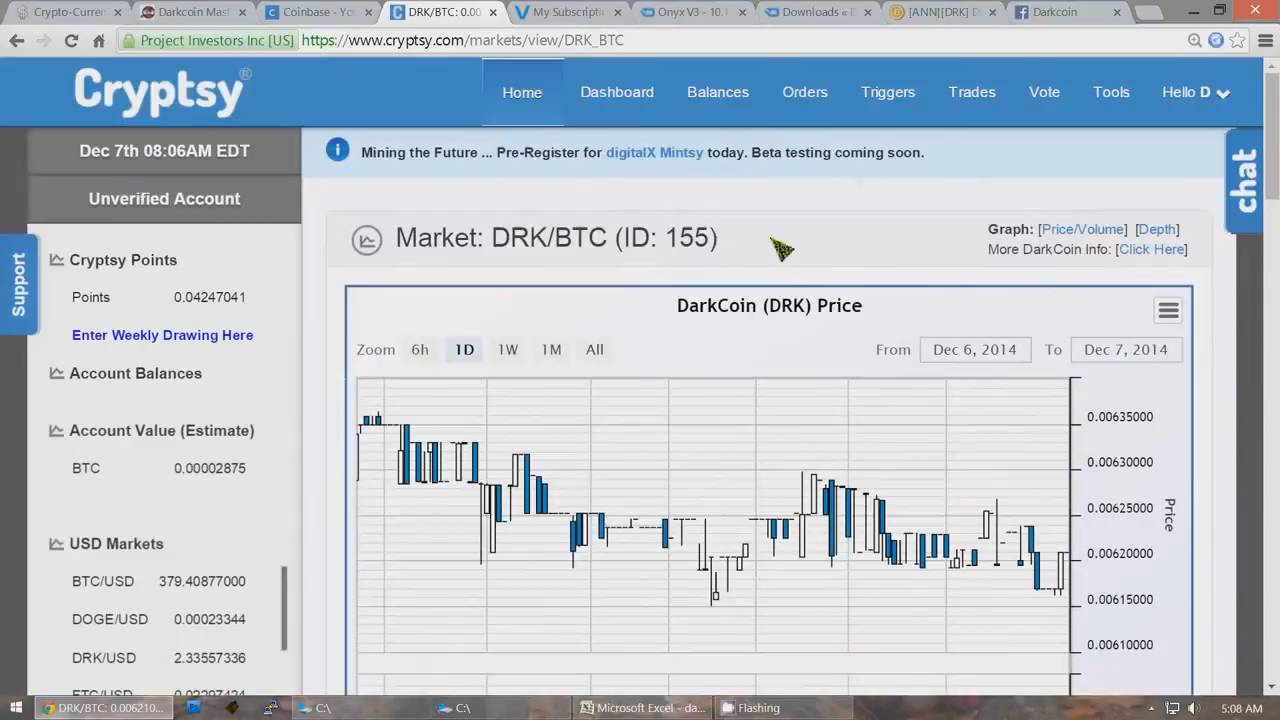 Crypto-Curren
Darkcoin Mast
Coinbase - Yo
DRK/BTC: 0.00
My Subscripti
Onyx V3 - 10.1
Downloads « D
[ANN][DRK] D
Darkcoin
Project Investors Inc [US]
https://www.cryptsy.com/markets/view/DRK_BTC
Cryptsy®
Home
Dashboard
Balances
Orders
Triggers
Trades
Vote
Tools
Hello D
Dec 7th 08:06AM EDT
Mining the Future ... Pre-Register for digitalX Mintsy today. Beta testing coming soon.
chat
Unverified Account
Support
Cryptsy Points
Points 0.04247041
Enter Weekly Drawing Here
Account Balances
Account Value (Estimate)
BTC 0.00002875
USD Markets
BTC/USD 379.40877000
DOGE/USD 0.00023344
DRK/USD 2.33557336
Market: DRK/BTC (ID: 155)
Graph: [Price/Volume] [Depth]
More DarkCoin Info: [Click Here]
DarkCoin (DRK) Price
Zoom 6h 1D 1W 1M All
From Dec 6, 2014 To Dec 7, 2014
0.00635000
0.00630000
0.00625000
0.00620000
0.00615000
0.00610000
Price
DRK/BTC: 0.006210...
C:\
C:\
Microsoft Excel - da...
Flashing
5:08 AM